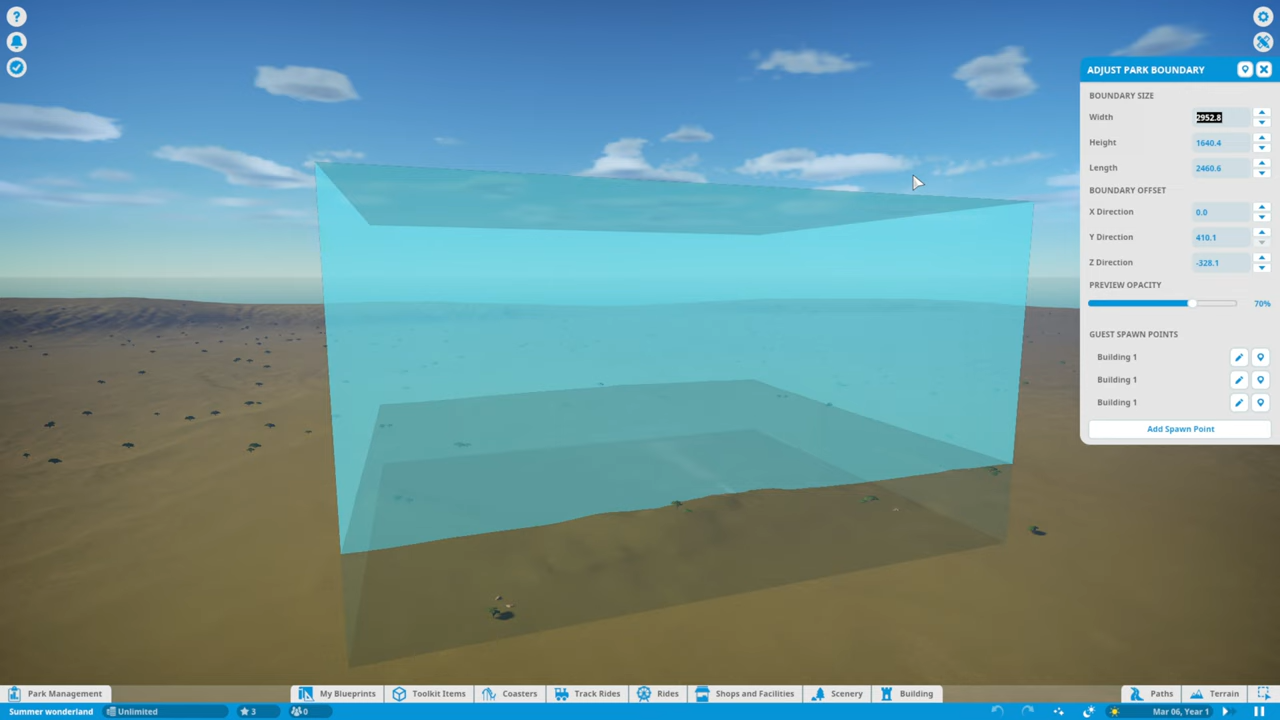 ?
ADJUST PARK BOUNDARY
BOUNDARY SIZE
Width 2952.8
Height 1640.4
Length 2460.6
BOUNDARY OFFSET
X Direction 0.0
Y Direction 410.1
Z Direction -328.1
PREVIEW OPACITY
70%
GUEST SPAWN POINTS
Building 1
Building 1
Building 1
Add Spawn Point
Park Management My Blueprints Toolkit Items Coasters Track Rides Rides Shops and Facilities Scenery Building Paths Terrain
Summer wonderland Unlimited 3 0 Mar 06, Year 1